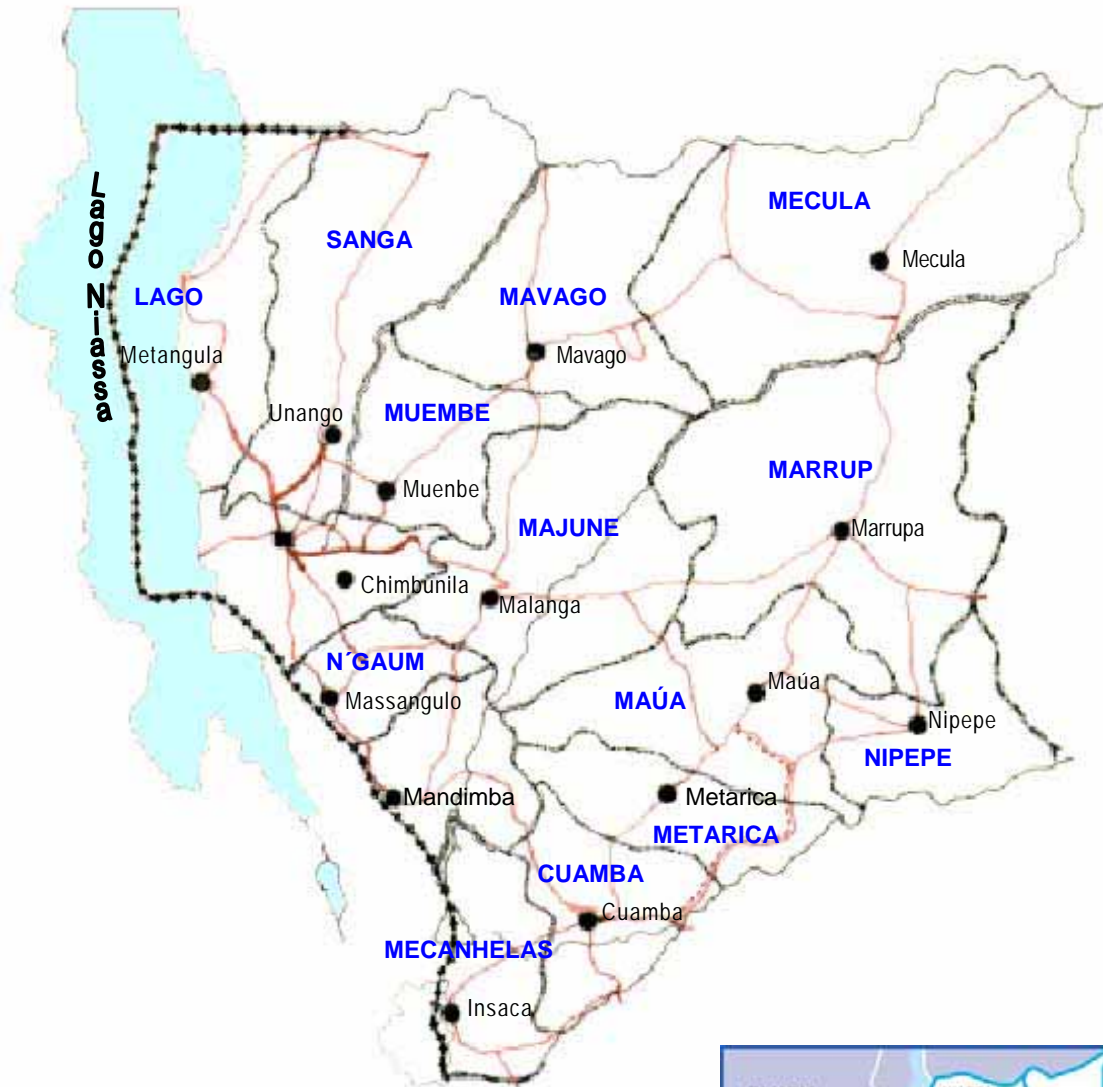 MECULA
Lago Niassa
SANGA
Mecula
LAGO
MAVAGO
Metangula
Mavago
Unango
MUEMBE
MARRUP
Muenbe
MAJUNE
Marrupa
Chimbunila
Malanga
N´GAUM
Massangulo
MAÚA
Maúa
Nipepe
NIPEPE
Mandimba
Metarica
METARICA
CUAMBA
Cuamba
MECANHELAS
Insaca